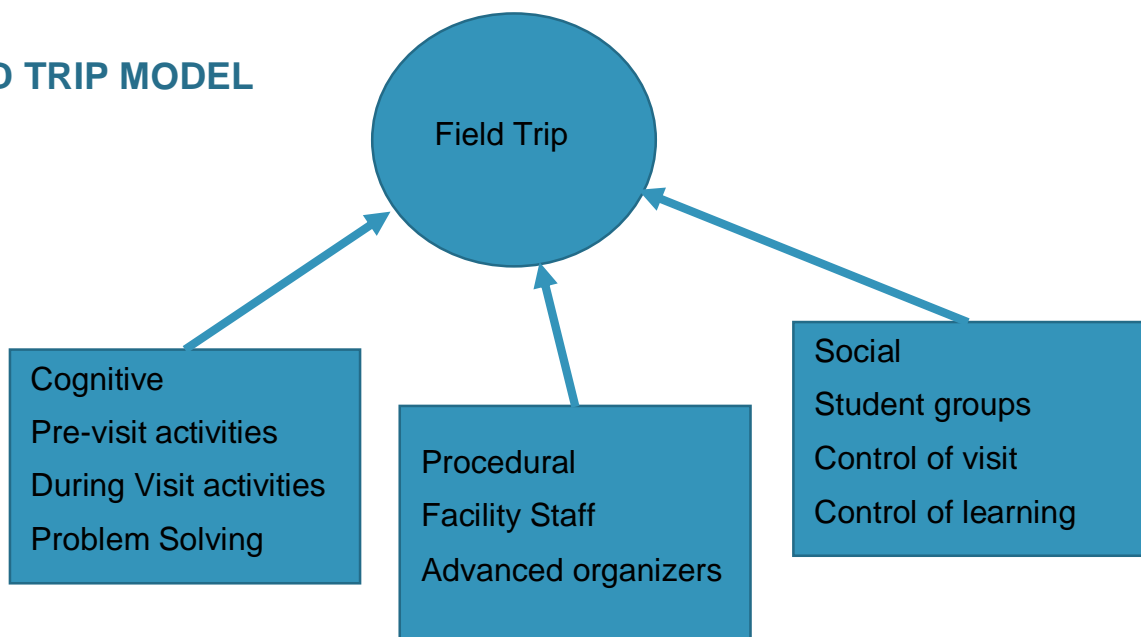 D TRIP MODEL
Field Trip
Cognitive
Pre-visit activities
During Visit activities
Problem Solving
Procedural
Facility Staff
Advanced organizers
Social
Student groups
Control of visit
Control of learning